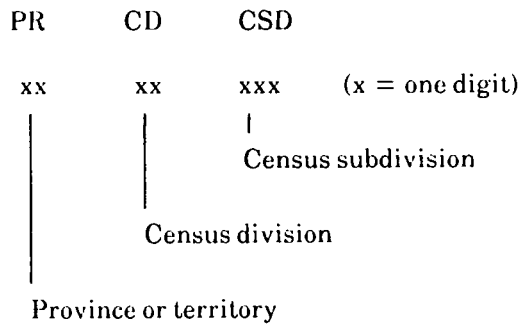 PR CD CSD
xx xx xxx (x = one digit)
Census subdivision
Census division
Province or territory